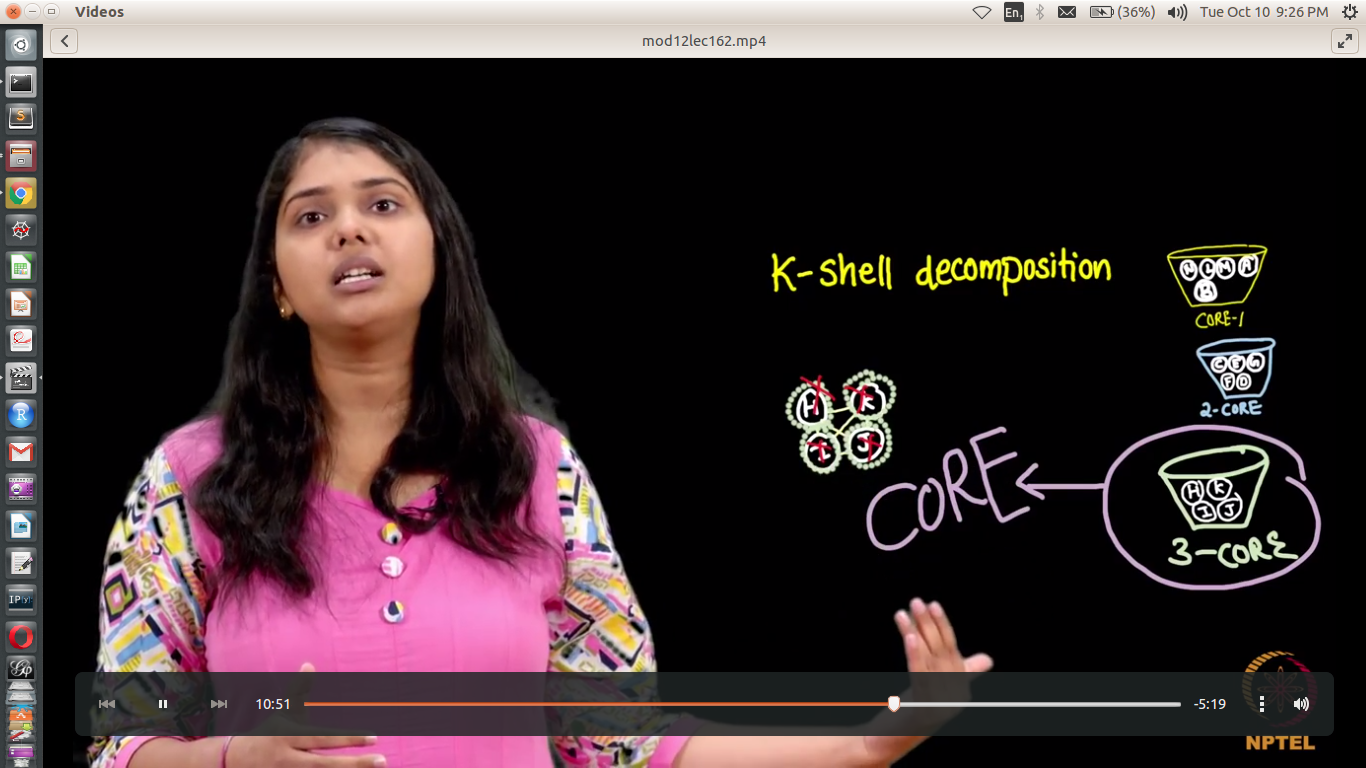 Videos
En1
(36%)
Tue Oct 10 9:26 PM
mod12lec162.mp4
K-shell decomposition
N L M A
B
CORE-1
C E G
F D
2-CORE
H K
I J
CORE
H K
I J
3-CORE
10:51
-5:19
NPTEL